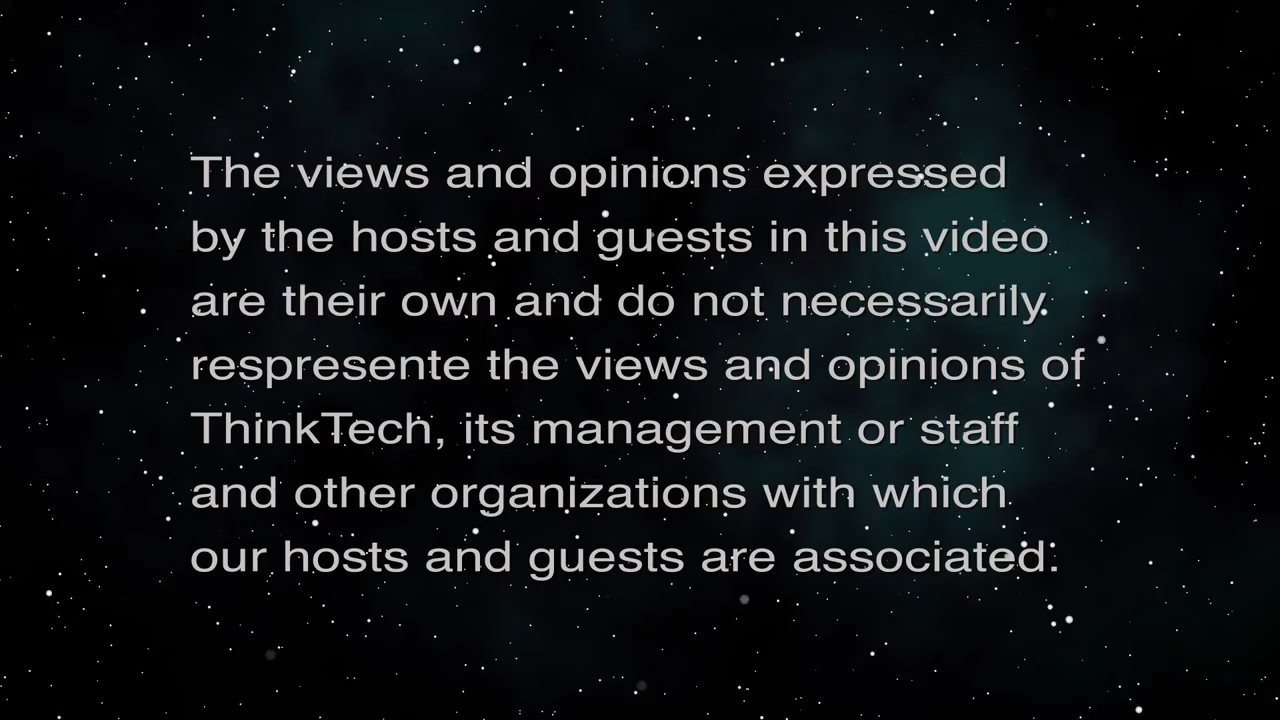 The views and opinions expressed
by the hosts and guests in this video
are their own and do not necessarily
respresente the views and opinions of
ThinkTech, its management or staff
and other organizations with which
our hosts and guests are associated.